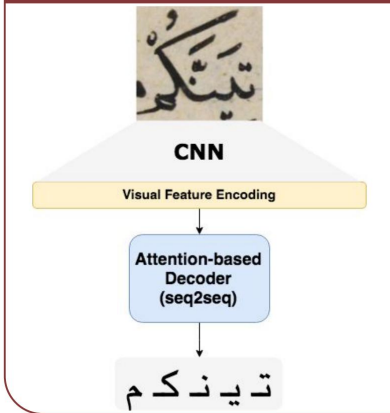 تَيَنَّكُمْ
CNN
Visual Feature Encoding
Attention-based
Decoder
(seq2seq)
تـ يـ نـ كـ م